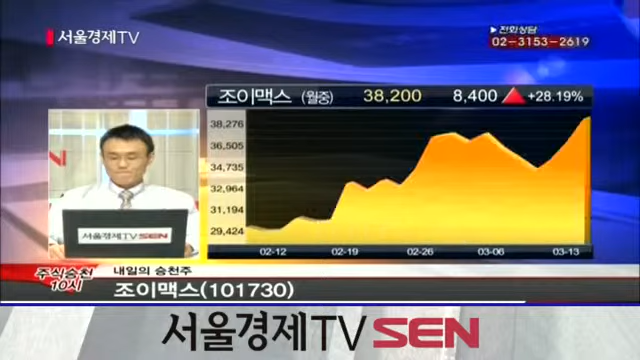 서울경제TV
▶전화상담
02-3153-2619
조이맥스 (월중) 38,200 8,400 ▲ +28.19%
38,276
36,505
34,735
32,964
31,194
29,424
02-12 02-19 02-26 03-06 03-13
SEN
서울경제TV SEN
주식승천
10시
내일의 승천주
조이맥스(101730)
서울경제TV SEN